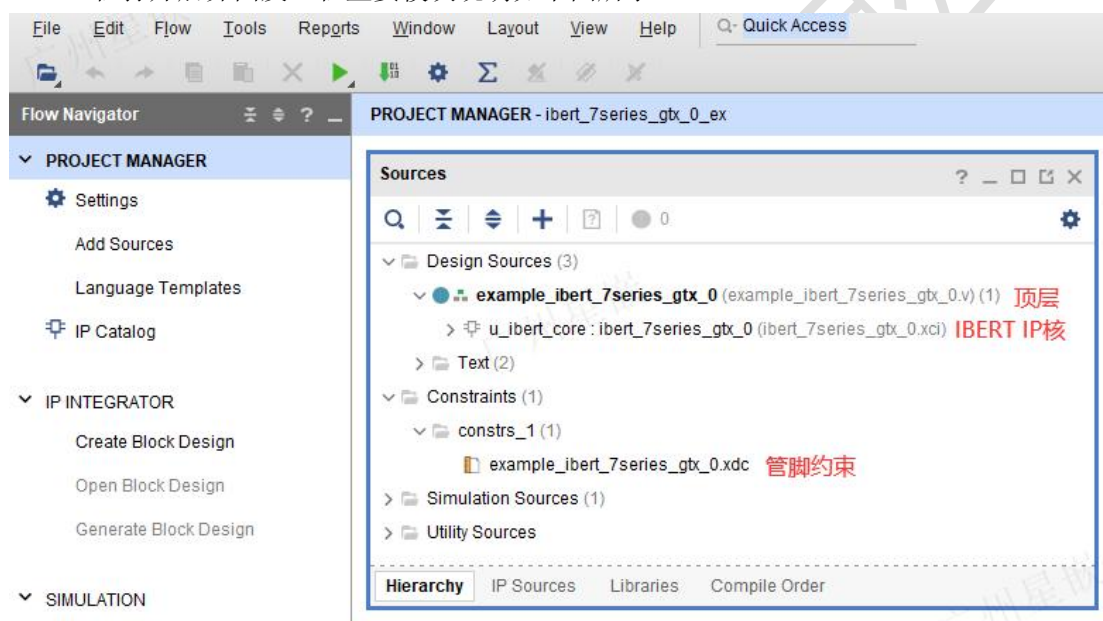 File Edit Flow Tools Reports Window Layout View Help Q- Quick Access
Flow Navigator
PROJECT MANAGER - ibert_7series_gtx_0_ex
PROJECT MANAGER
Settings
Add Sources
Language Templates
IP Catalog
IP INTEGRATOR
Create Block Design
Open Block Design
Generate Block Design
SIMULATION
Sources
0
Design Sources (3)
example_ibert_7series_gtx_0 (example_ibert_7series_gtx_0.v) (1) 顶层
u_ibert_core : ibert_7series_gtx_0 (ibert_7series_gtx_0.xci) IBERT IP核
Text (2)
Constraints (1)
constrs_1 (1)
example_ibert_7series_gtx_0.xdc 管脚约束
Simulation Sources (1)
Utility Sources
Hierarchy IP Sources Libraries Compile Order